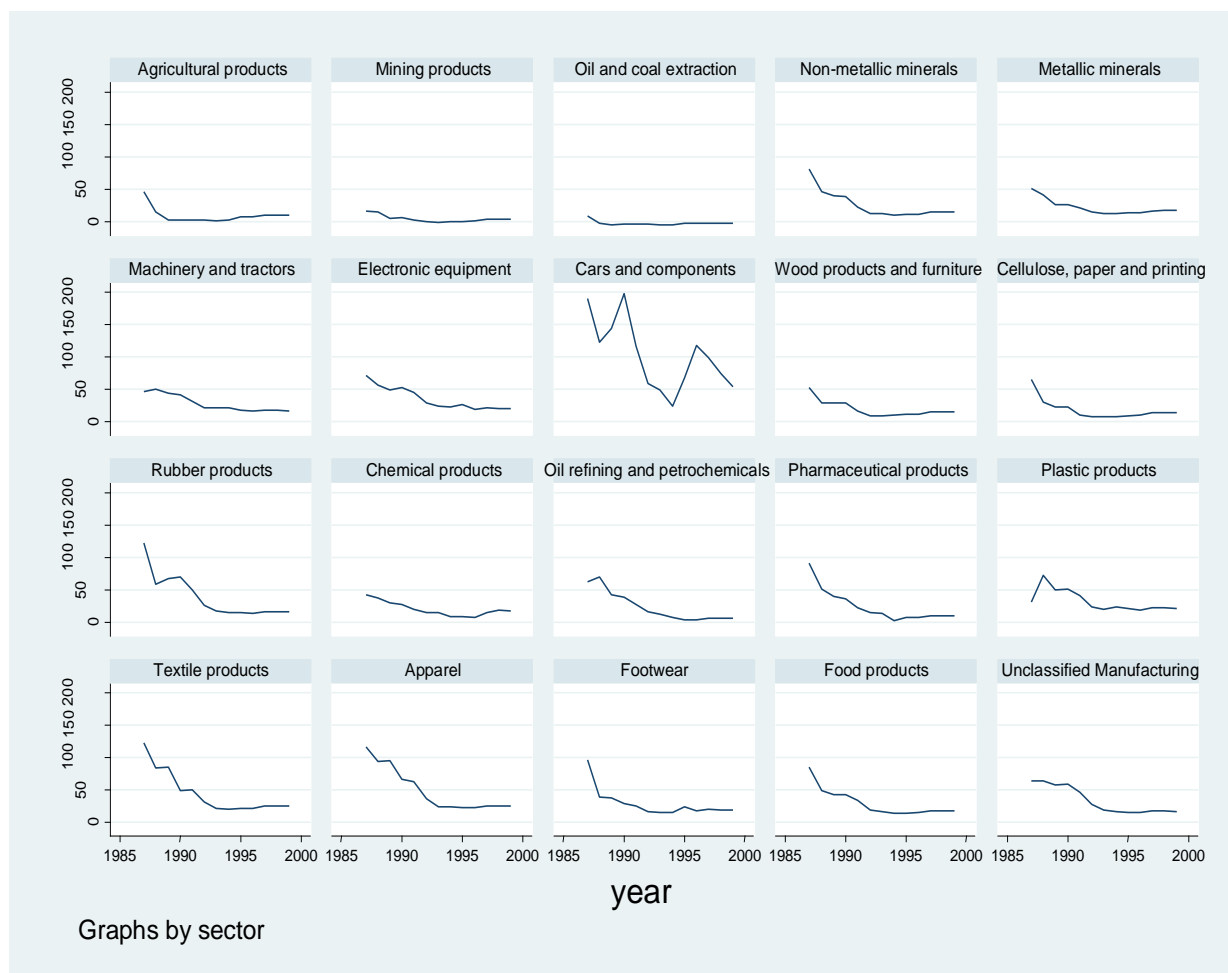 Agricultural products
Mining products
Oil and coal extraction
Non-metallic minerals
Metallic minerals
0 50 100 150 200
Machinery and tractors
Electronic equipment
Cars and components
Wood products and furniture
Cellulose, paper and printing
0 50 100 150 200
Rubber products
Chemical products
Oil refining and petrochemicals
Pharmaceutical products
Plastic products
0 50 100 150 200
Textile products
Apparel
Footwear
Food products
Unclassified Manufacturing
0 50 100 150 200
1985 1990 1995 2000
1985 1990 1995 2000
1985 1990 1995 2000
1985 1990 1995 2000
1985 1990 1995 2000
year
Graphs by sector